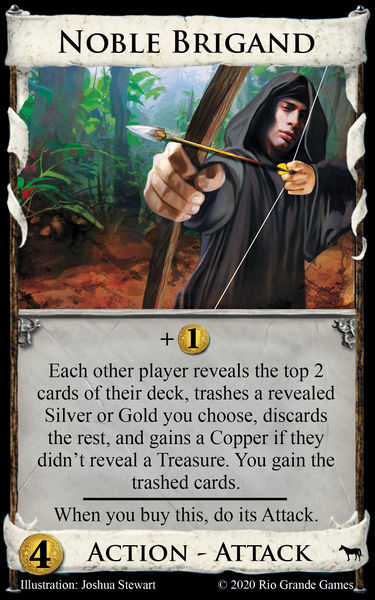 NOBLE BRIGAND
+ 1
Each other player reveals the top 2
cards of their deck, trashes a revealed
Silver or Gold you choose, discards
the rest, and gains a Copper if they
didn't reveal a Treasure. You gain the
trashed cards.
When you buy this, do its Attack.
4 ACTION - ATTACK
Illustration: Joshua Stewart © 2020 Rio Grande Games